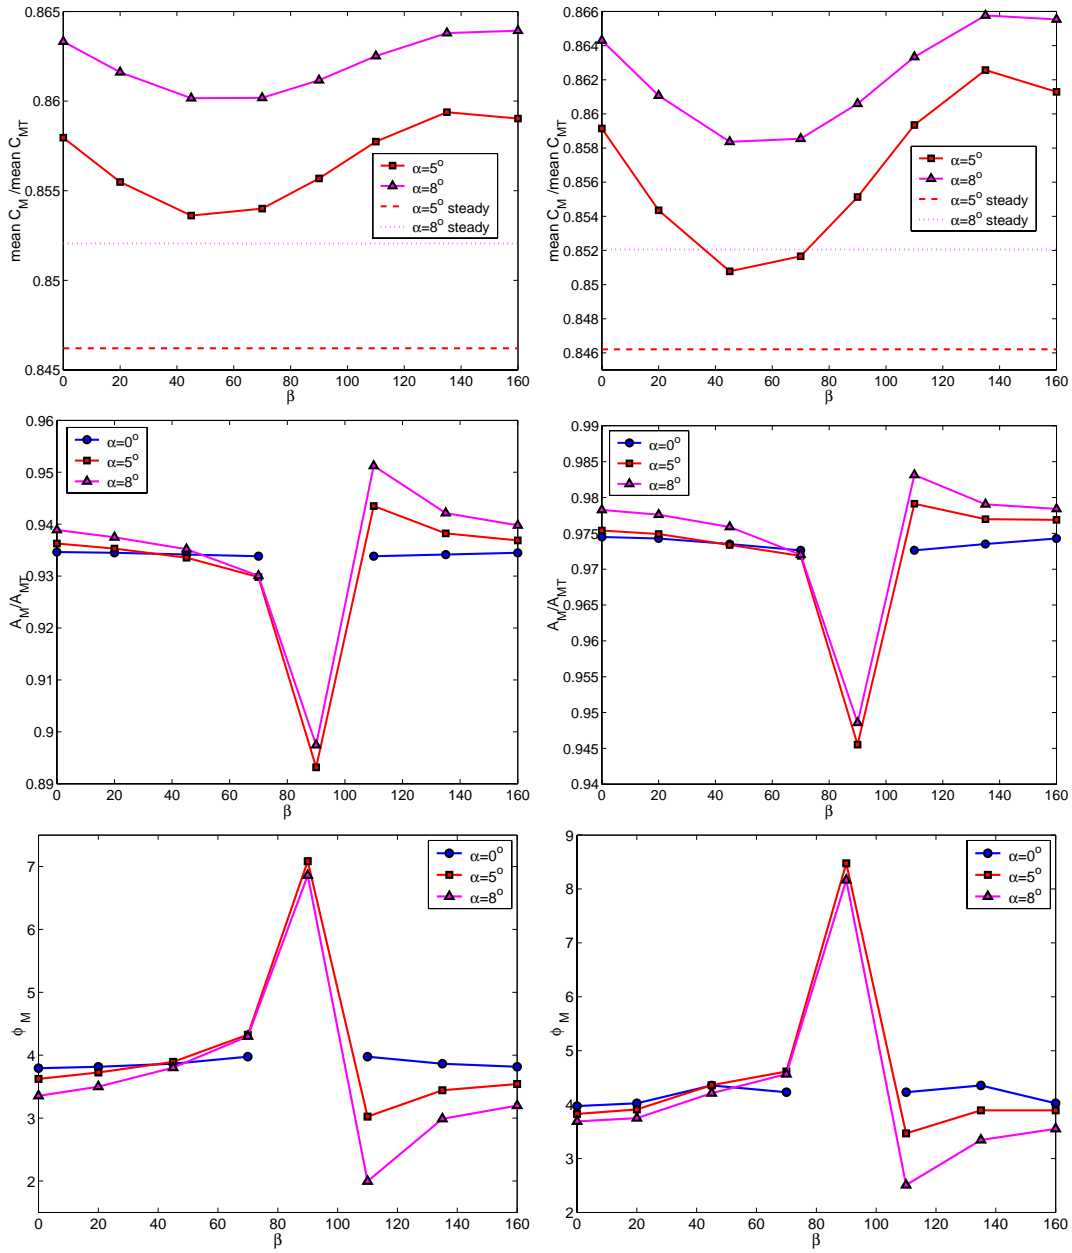 0.865
0.86
0.855
0.85
0.845
mean C_M /mean C_MT
0 20 40 60 80 100 120 140 160
β
α=5°
α=8°
α=5° steady
α=8° steady
0.866
0.864
0.862
0.86
0.858
0.856
0.854
0.852
0.85
0.848
0.846
mean C_M /mean C_MT
0 20 40 60 80 100 120 140 160
β
α=5°
α=8°
α=5° steady
α=8° steady
0.96
0.95
0.94
0.93
0.92
0.91
0.9
0.89
A_M/A_MT
0 20 40 60 80 100 120 140 160
β
α=0°
α=5°
α=8°
0.99
0.985
0.98
0.975
0.97
0.965
0.96
0.955
0.95
0.945
0.94
A_M/A_MT
0 20 40 60 80 100 120 140 160
β
α=0°
α=5°
α=8°
7
6
5
4
3
2
ϕ_M
0 20 40 60 80 100 120 140 160
β
α=0°
α=5°
α=8°
9
8
7
6
5
4
3
2
ϕ_M
0 20 40 60 80 100 120 140 160
β
α=0°
α=5°
α=8°